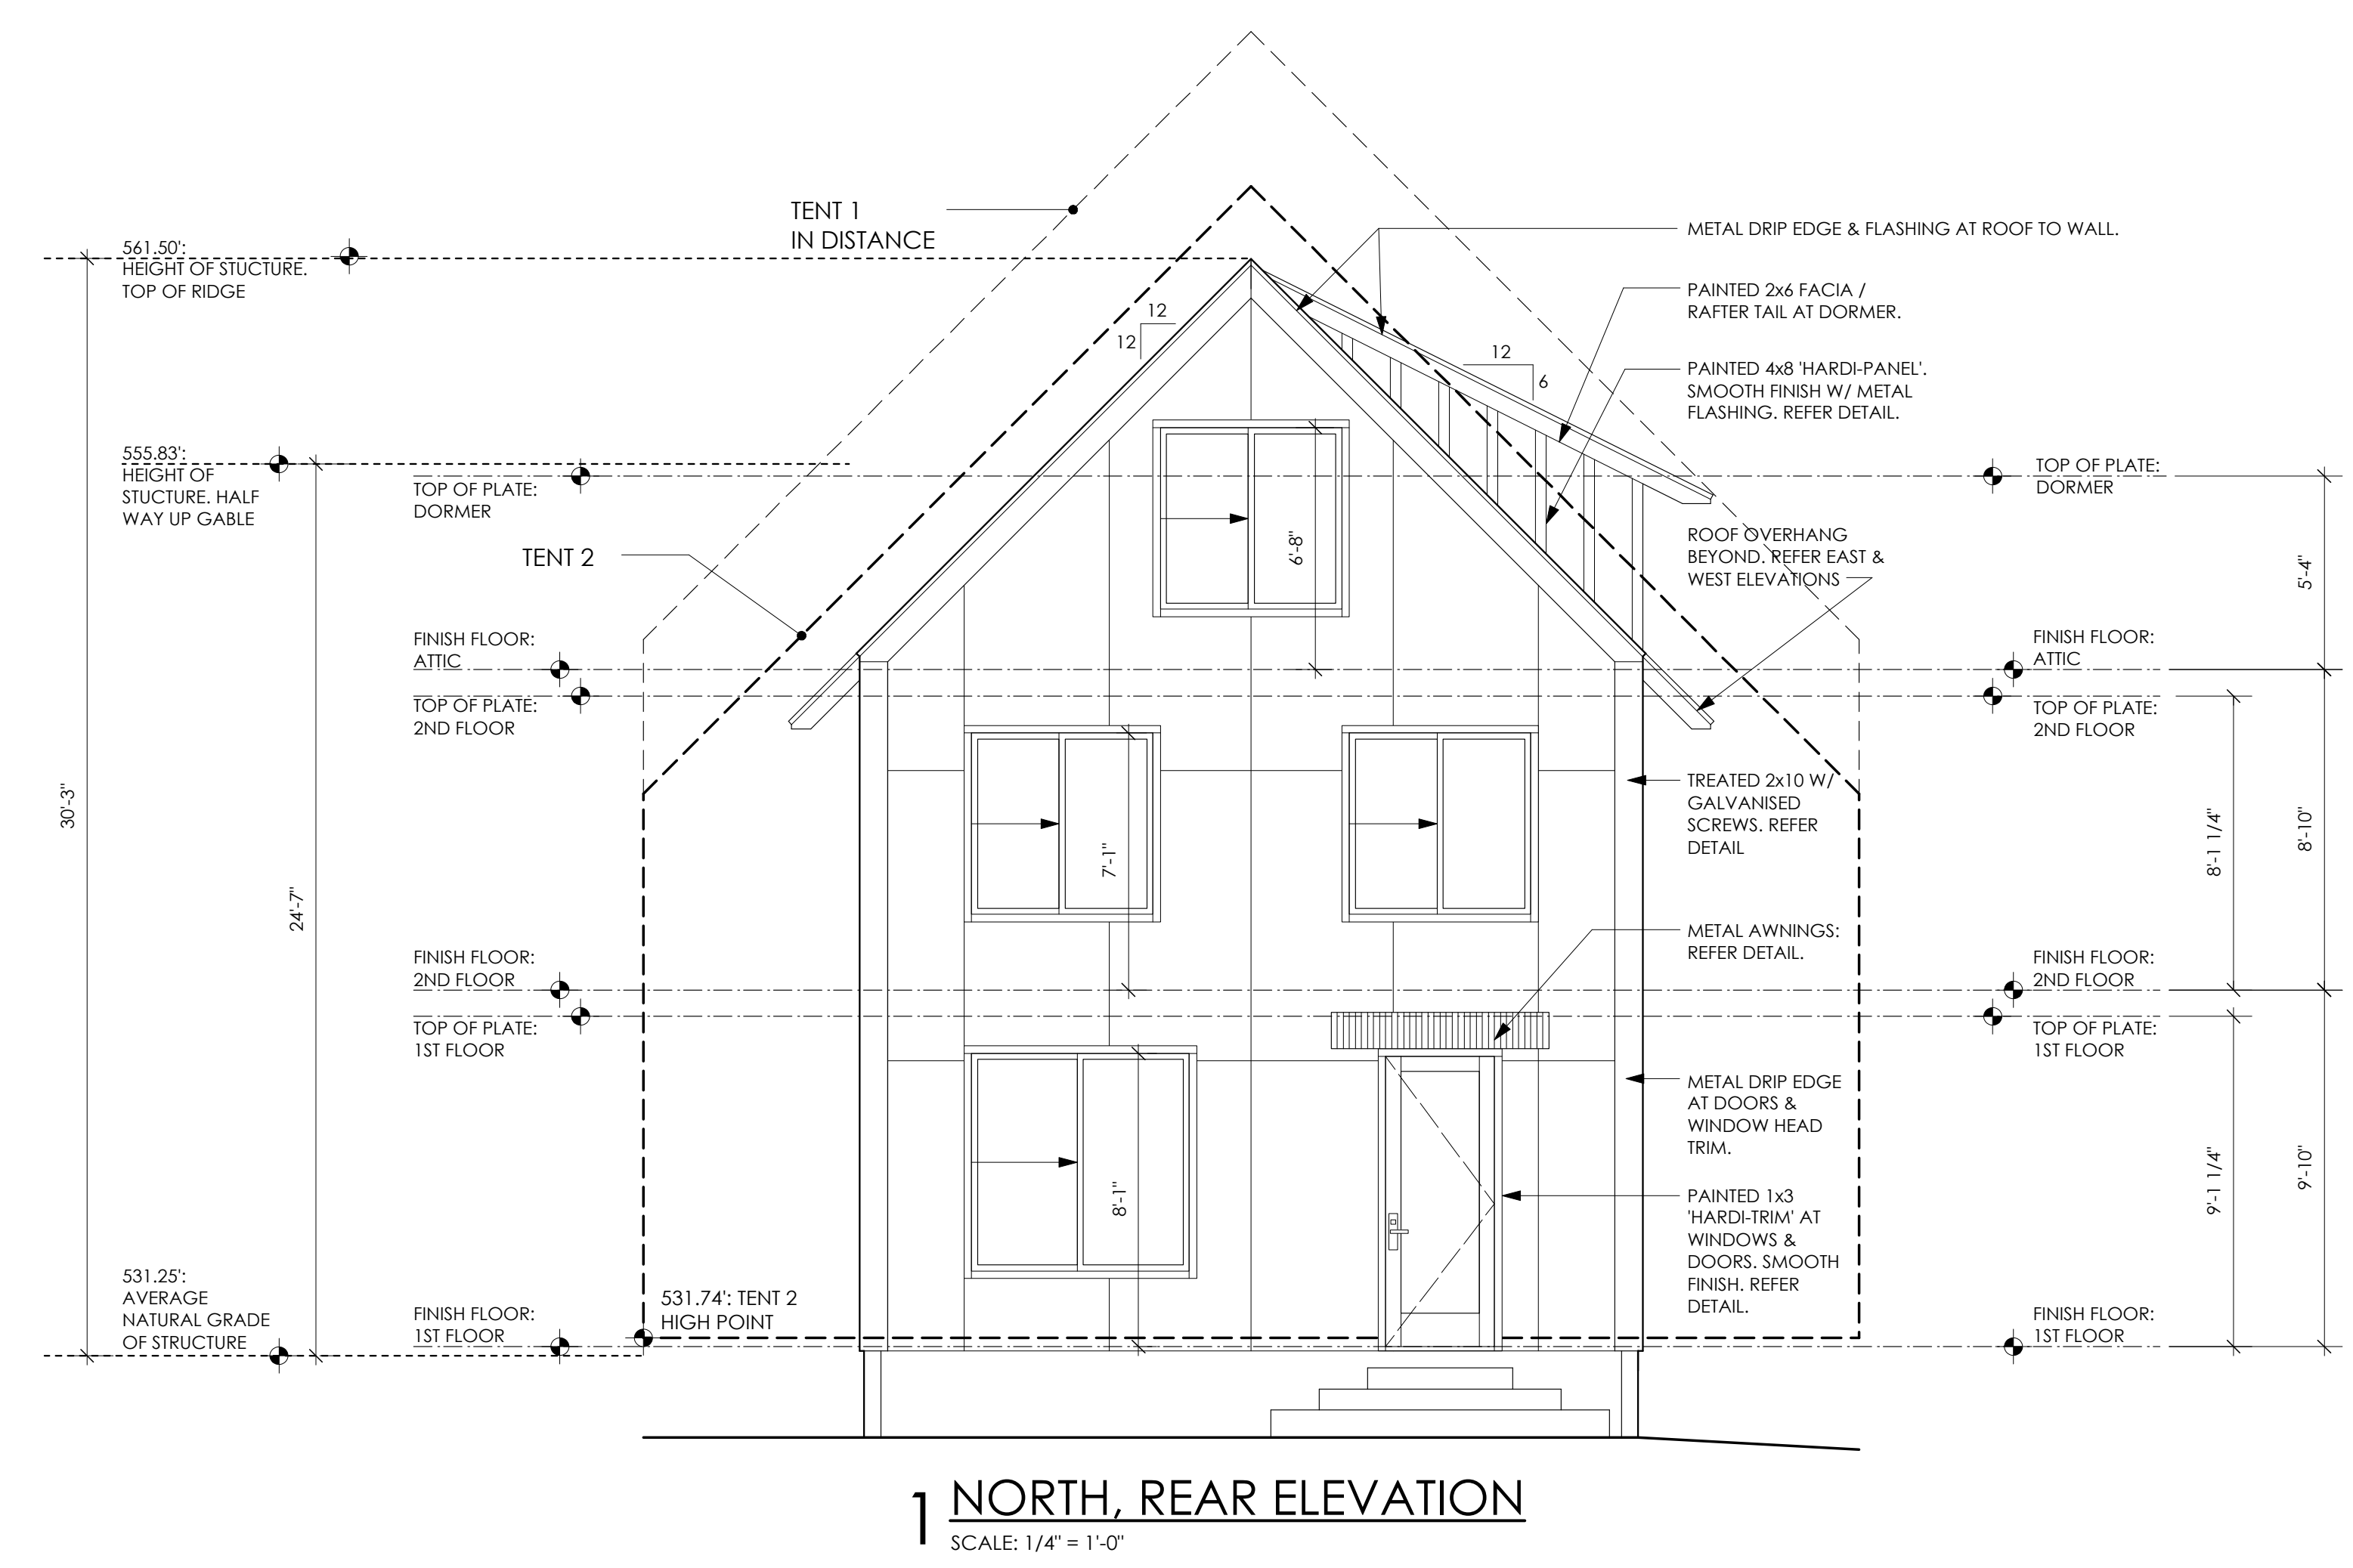 TENT 1
IN DISTANCE
METAL DRIP EDGE & FLASHING AT ROOF TO WALL.
561.50':
HEIGHT OF STUCTURE.
TOP OF RIDGE
PAINTED 2x6 FACIA /
RAFTER TAIL AT DORMER.
12
12
12
6
PAINTED 4x8 'HARDI-PANEL'.
SMOOTH FINISH W/ METAL
FLASHING. REFER DETAIL.
555.83':
HEIGHT OF
STUCTURE. HALF
WAY UP GABLE
TOP OF PLATE:
DORMER
TOP OF PLATE:
DORMER
TENT 2
6'-8"
ROOF OVERHANG
BEYOND. REFER EAST &
WEST ELEVATIONS
5'-4"
FINISH FLOOR:
ATTIC
FINISH FLOOR:
ATTIC
TOP OF PLATE:
2ND FLOOR
TOP OF PLATE:
2ND FLOOR
30'-3"
24'-7"
7'-1"
TREATED 2x10 W/
GALVANISED
SCREWS. REFER
DETAIL
8'-1 1/4"
8'-10"
METAL AWNINGS:
REFER DETAIL.
FINISH FLOOR:
2ND FLOOR
FINISH FLOOR:
2ND FLOOR
TOP OF PLATE:
1ST FLOOR
TOP OF PLATE:
1ST FLOOR
METAL DRIP EDGE
AT DOORS &
WINDOW HEAD
TRIM.
8'-1"
9'-1 1/4"
9'-10"
PAINTED 1x3
'HARDI-TRIM' AT
WINDOWS &
DOORS. SMOOTH
FINISH. REFER
DETAIL.
531.25':
AVERAGE
NATURAL GRADE
OF STRUCTURE
FINISH FLOOR:
1ST FLOOR
531.74': TENT 2
HIGH POINT
FINISH FLOOR:
1ST FLOOR
1 NORTH, REAR ELEVATION
SCALE: 1/4" = 1'-0"